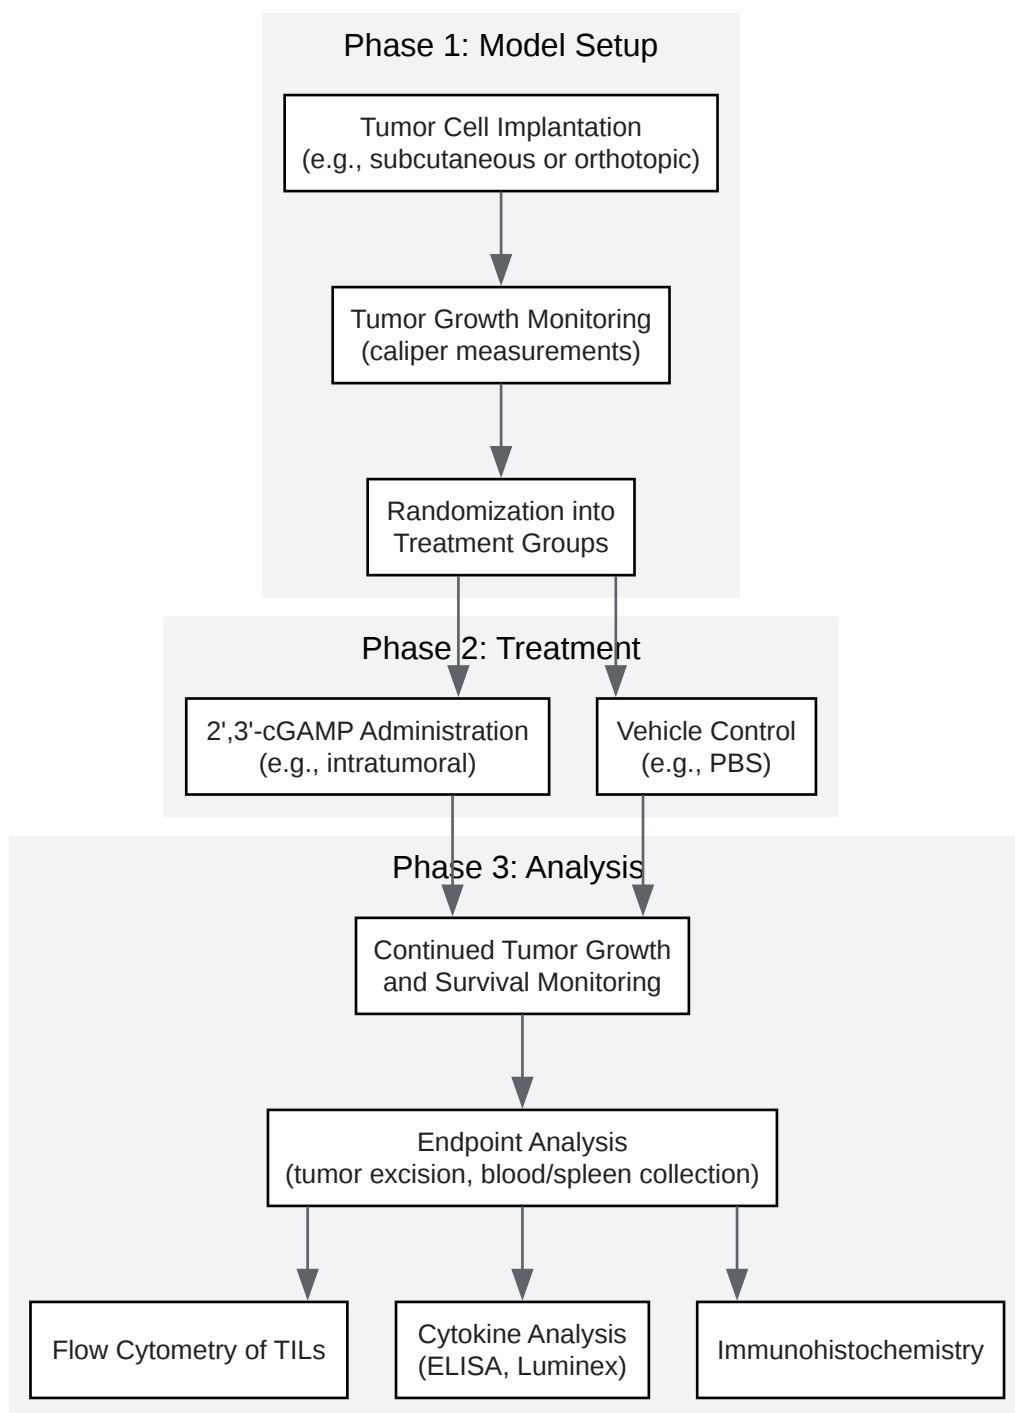 Phase 1: Model Setup
Tumor Cell Implantation
(e.g., subcutaneous or orthotopic)
Tumor Growth Monitoring
(caliper measurements)
Randomization into
Treatment Groups
Phase 2: Treatment
2',3'-cGAMP Administration
(e.g., intratumoral)
Vehicle Control
(e.g., PBS)
Phase 3: Analysis
Continued Tumor Growth
and Survival Monitoring
Endpoint Analysis
(tumor excision, blood/spleen collection)
Flow Cytometry of TILs
Cytokine Analysis
(ELISA, Luminex)
Immunohistochemistry